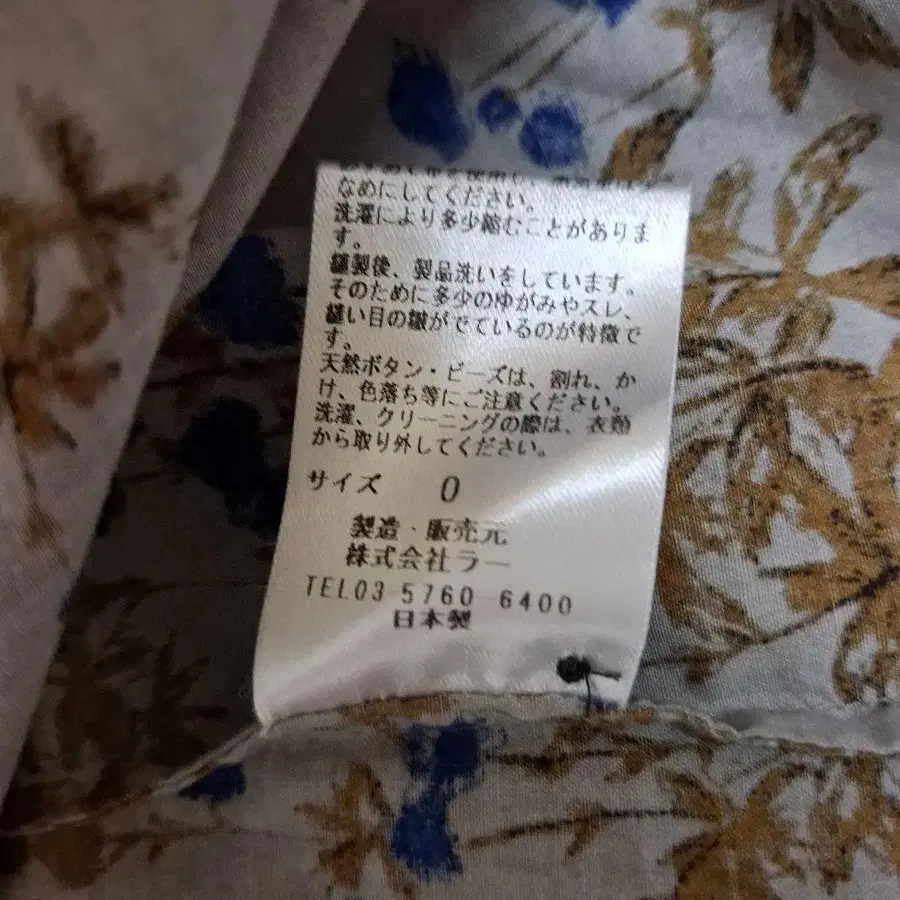 なめにしてください。
洗濯により多少縮むことがありま
す。
縫製後、製品洗いをしています。
そのために多少のゆがみやスレ、
縫い目の皺がでているのが特徴で
す。
天然ボタン・ビーズは、割れ、か
け、色落ち等にご注意ください。
洗濯、クリーニングの際は、衣類
から取り外してください。
サイズ 0
製造・販売元
株式会社ラー
TEL03-5760-6400
日本製